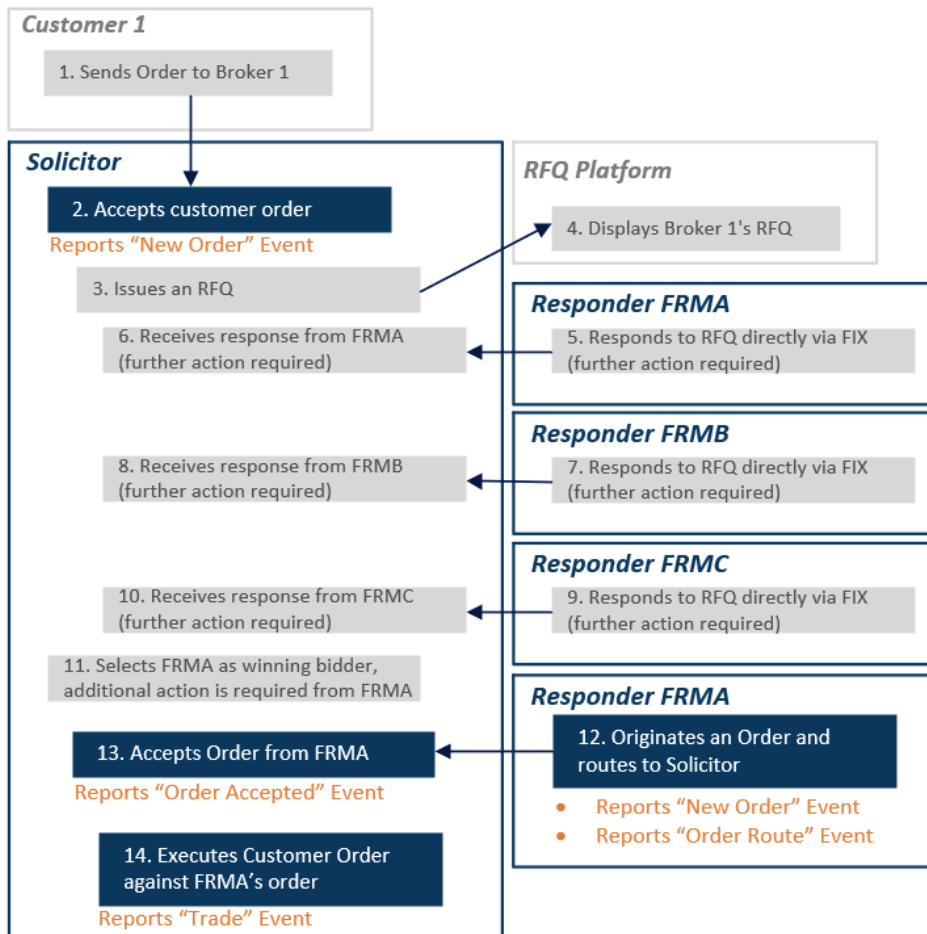 Customer 1
1. Sends Order to Broker 1
Solicitor
2. Accepts customer order
Reports “New Order” Event
3. Issues an RFQ
RFQ Platform
4. Displays Broker 1's RFQ
Responder FRMA
5. Responds to RFQ directly via FIX
(further action required)
6. Receives response from FRMA
(further action required)
Responder FRMB
7. Responds to RFQ directly via FIX
(further action required)
8. Receives response from FRMB
(further action required)
Responder FRMC
9. Responds to RFQ directly via FIX
(further action required)
10. Receives response from FRMC
(further action required)
11. Selects FRMA as winning bidder,
additional action is required from FRMA
Responder FRMA
12. Originates an Order and
routes to Solicitor
• Reports “New Order” Event
• Reports “Order Route” Event
13. Accepts Order from FRMA
Reports “Order Accepted” Event
14. Executes Customer Order
against FRMA’s order
Reports “Trade” Event